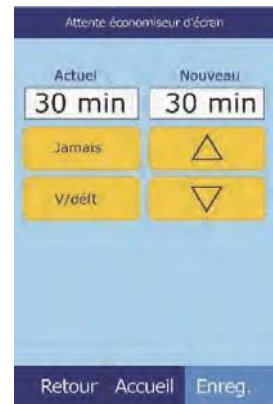 Attente économiseur d'écran
Actuel Nouveau
30 min 30 min
Jamais
V/déft
Retour Accueil Enreg.